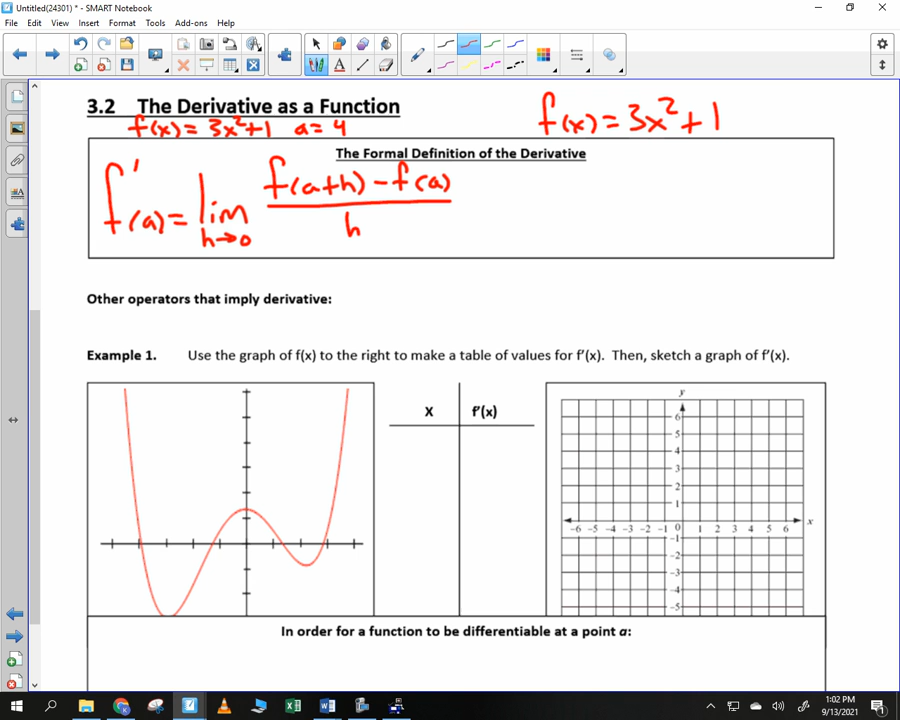 Untitled(24301) * - SMART Notebook
File Edit View Insert Format Tools Add-ons Help
3.2 The Derivative as a Function
f(x) = 3x²+1 a = 4
f(x) = 3x² + 1
The Formal Definition of the Derivative
f'(a) = lim h→0 f(a+h) - f(a) / h
Other operators that imply derivative:
Example 1. Use the graph of f(x) to the right to make a table of values for f'(x). Then, sketch a graph of f'(x).
X f'(x)
y
6
5
4
3
2
1
-6 -5 -4 -3 -2 -1 0 1 2 3 4 5 6 x
-1
-2
-3
-4
-5
In order for a function to be differentiable at a point a:
1:02 PM
9/13/2021
1